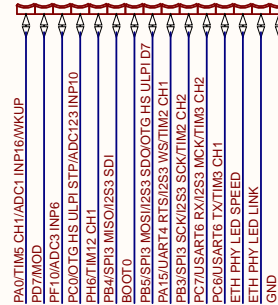 PA0/TIM5 CH1/ADC1 INP16/WKUP
PD7/MOD
PF10/ADC3 INP6
PC0/OTG HS ULPI STP/ADC123 INP10
PH6/TIM12 CH1
PB4/SPI3 MISO/I2S3 SDI
BOOT0
PB5/SPI3 MOSI/I2S3 SDO/OTG HS ULPI D7
PA15/UART4 RTS/I2S3 WS/TIM2 CH1
PB3/SPI3 SCK/I2S3 SCK/TIM2 CH2
PC7/USART6 RX/I2S3 MCK/TIM3 CH2
PC6/USART6 TX/TIM3 CH1
ETH PHY LED SPEED
ETH PHY LED LINK
GND